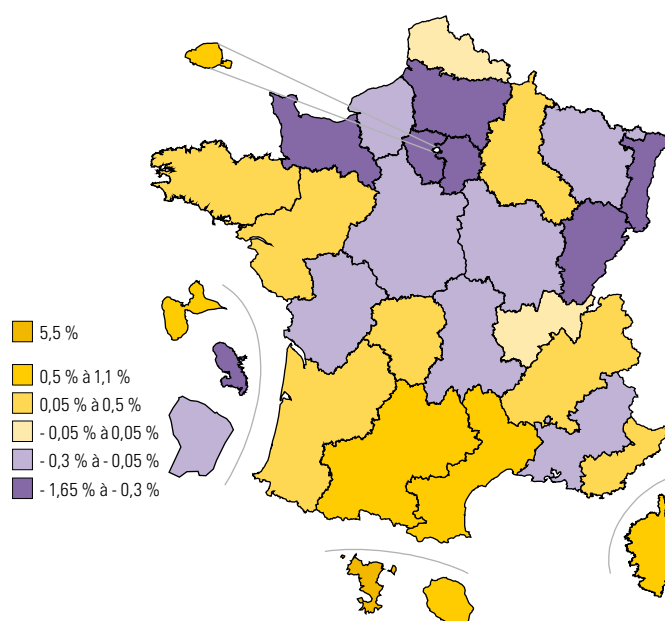 5,5 %
0,5 % à 1,1 %
0,05 % à 0,5 %
- 0,05 % à 0,05 %
- 0,3 % à - 0,05 %
- 1,65 % à - 0,3 %